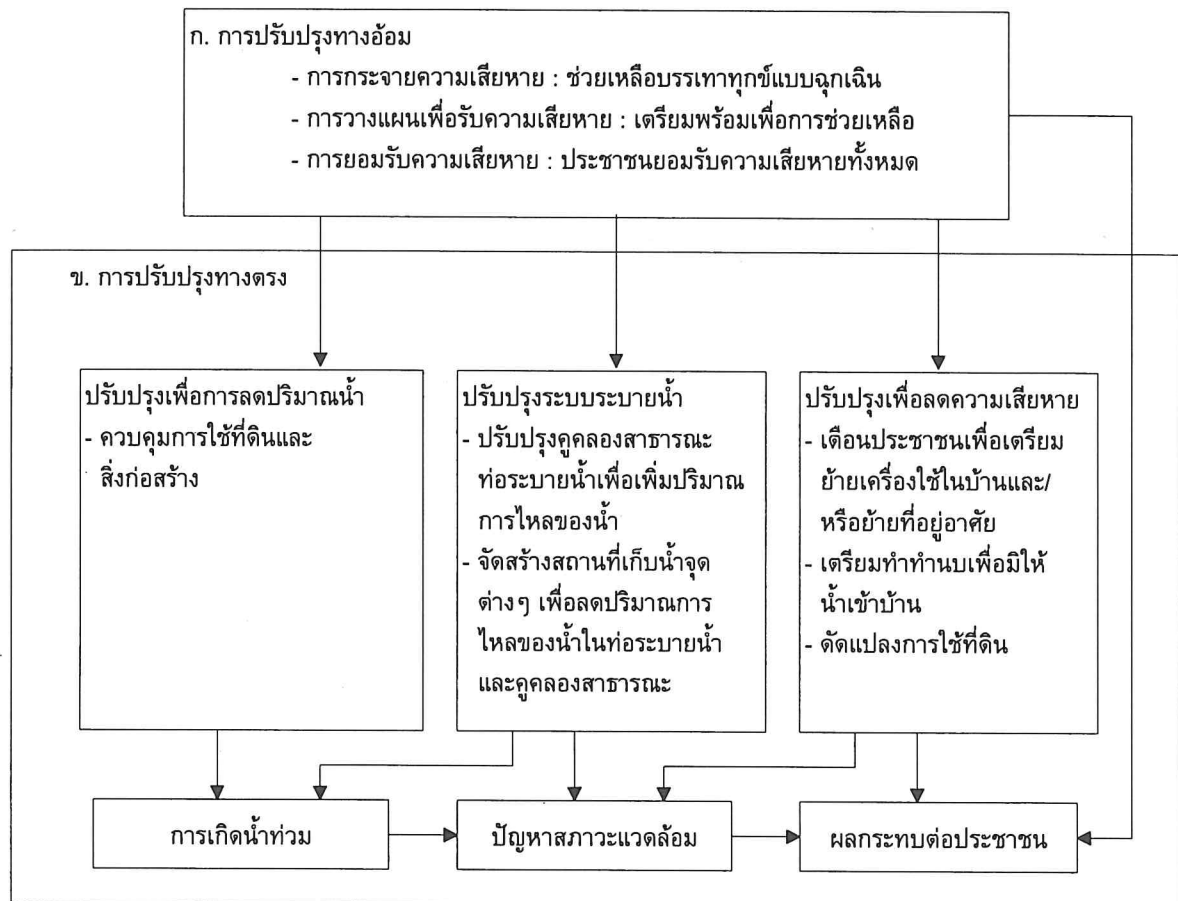 ก. การปรับปรุงทางอ้อม
- การกระจายความเสียหาย : ช่วยเหลือบรรเทาทุกข์แบบฉุกเฉิน
- การวางแผนเพื่อรับความเสียหาย : เตรียมพร้อมเพื่อการช่วยเหลือ
- การยอมรับความเสียหาย : ประชาชนยอมรับความเสียหายทั้งหมด
ข. การปรับปรุงทางตรง
ปรับปรุงเพื่อการลดปริมาณน้ำ
- ควบคุมการใช้ที่ดินและ
สิ่งก่อสร้าง
ปรับปรุงระบบระบายน้ำ
- ปรับปรุงคูคลองสาธารณะ
ท่อระบายน้ำเพื่อเพิ่มปริมาณ
การไหลของน้ำ
- จัดสร้างสถานที่เก็บน้ำจุด
ต่างๆ เพื่อลดปริมาณการ
ไหลของน้ำในท่อระบายน้ำ
และคูคลองสาธารณะ
ปรับปรุงเพื่อลดความเสียหาย
- เตือนประชาชนเพื่อเตรียม
ย้ายเครื่องใช้ในบ้านและ/
หรือย้ายที่อยู่อาศัย
- เตรียมทำทำนบเพื่อมิให้
น้ำเข้าบ้าน
- ดัดแปลงการใช้ที่ดิน
การเกิดน้ำท่วม
ปัญหาสภาวะแวดล้อม
ผลกระทบต่อประชาชน